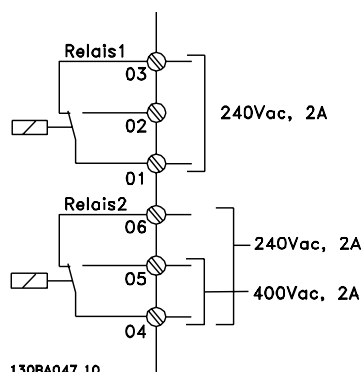 Relais1
03
02
240Vac, 2A
01
Relais2
06
240Vac, 2A
05
400Vac, 2A
04
130BA047.10